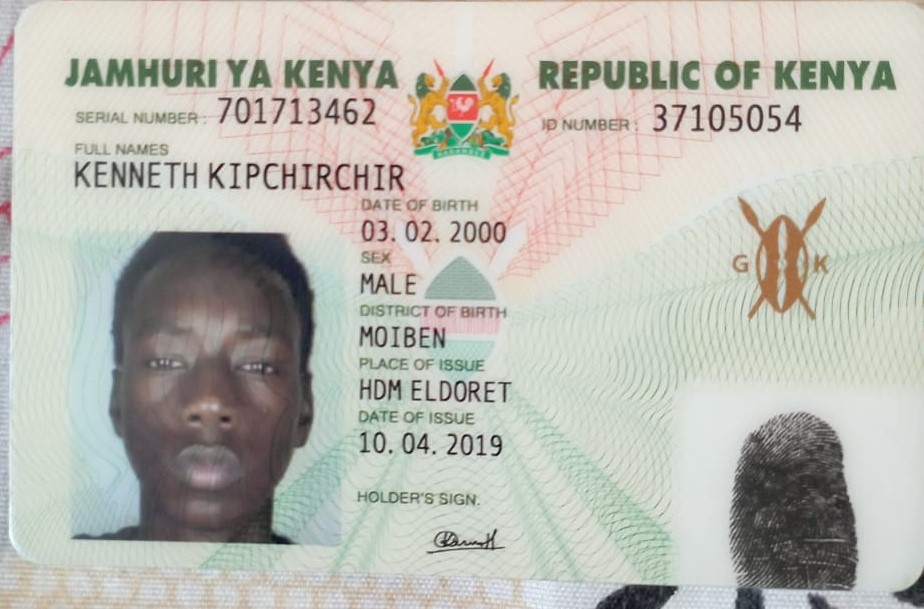 JAMHURI YA KENYA
REPUBLIC OF KENYA
SERIAL NUMBER : 701713462
ID NUMBER : 37105054
FULL NAMES
KENNETH KIPCHIRCHIR
DATE OF BIRTH
03. 02. 2000
SEX
MALE
G K
DISTRICT OF BIRTH
MOIBEN
PLACE OF ISSUE
HDM ELDORET
DATE OF ISSUE
10. 04. 2019
HOLDER'S SIGN.